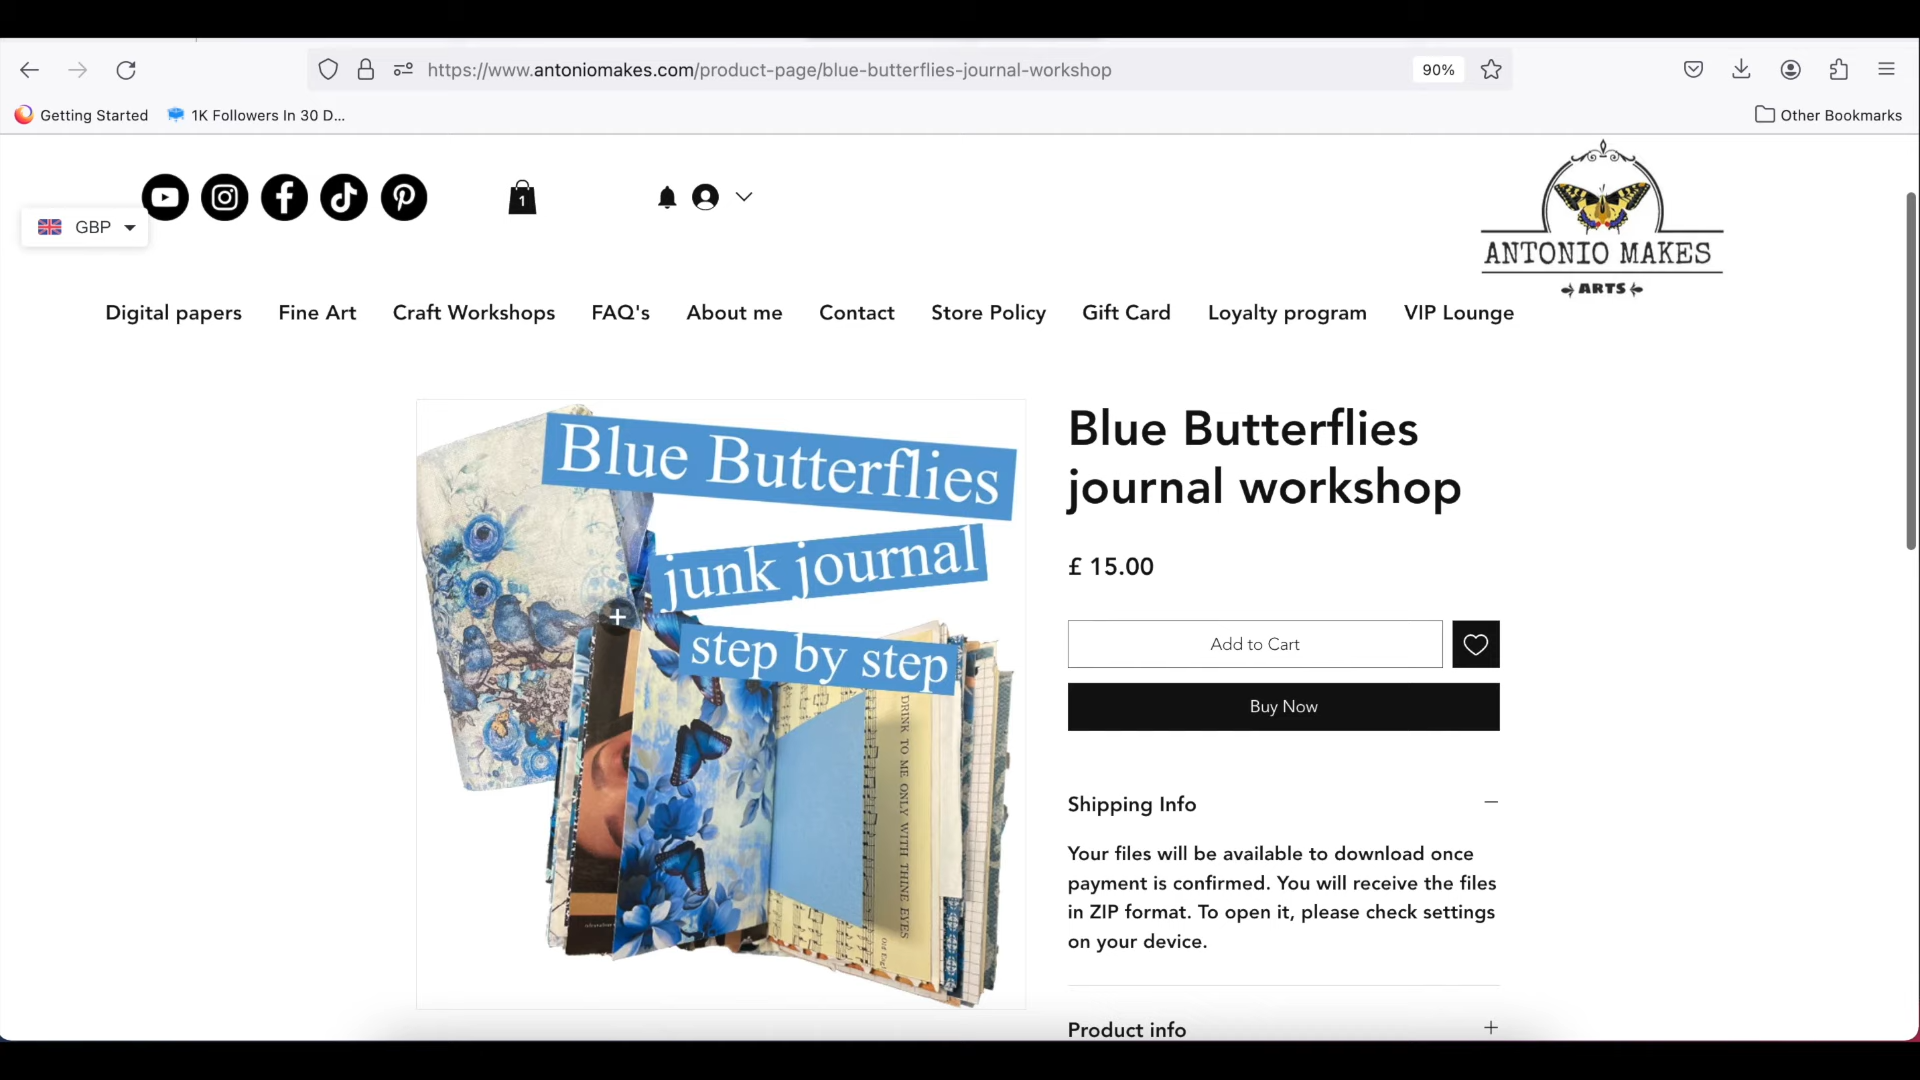 https://www.antoniomakes.com/product-page/blue-butterflies-journal-workshop
90%
Getting Started
1K Followers In 30 D...
Other Bookmarks
1
GBP
ANTONIO MAKES
ARTS
Digital papers
Fine Art
Craft Workshops
FAQ's
About me
Contact
Store Policy
Gift Card
Loyalty program
VIP Lounge
Blue Butterflies
junk journal
step by step
DRINK TO ME ONLY WITH THINE EYES
Blue Butterflies
journal workshop
£ 15.00
Add to Cart
Buy Now
Shipping Info
Your files will be available to download once
payment is confirmed. You will receive the files
in ZIP format. To open it, please check settings
on your device.
Product info